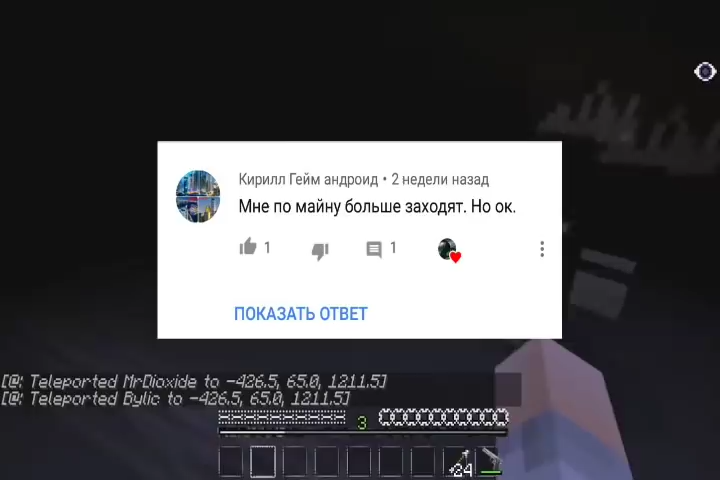 Кирилл Гейм андроид • 2 недели назад
Мне по майну больше заходят. Но ок.
1 1
ПОКАЗАТЬ ОТВЕТ
[@: Teleported MrDioxide to -426.5, 65.0, 1211.5]
[@: Teleported Bylic to -426.5, 65.0, 1211.5]
3
24